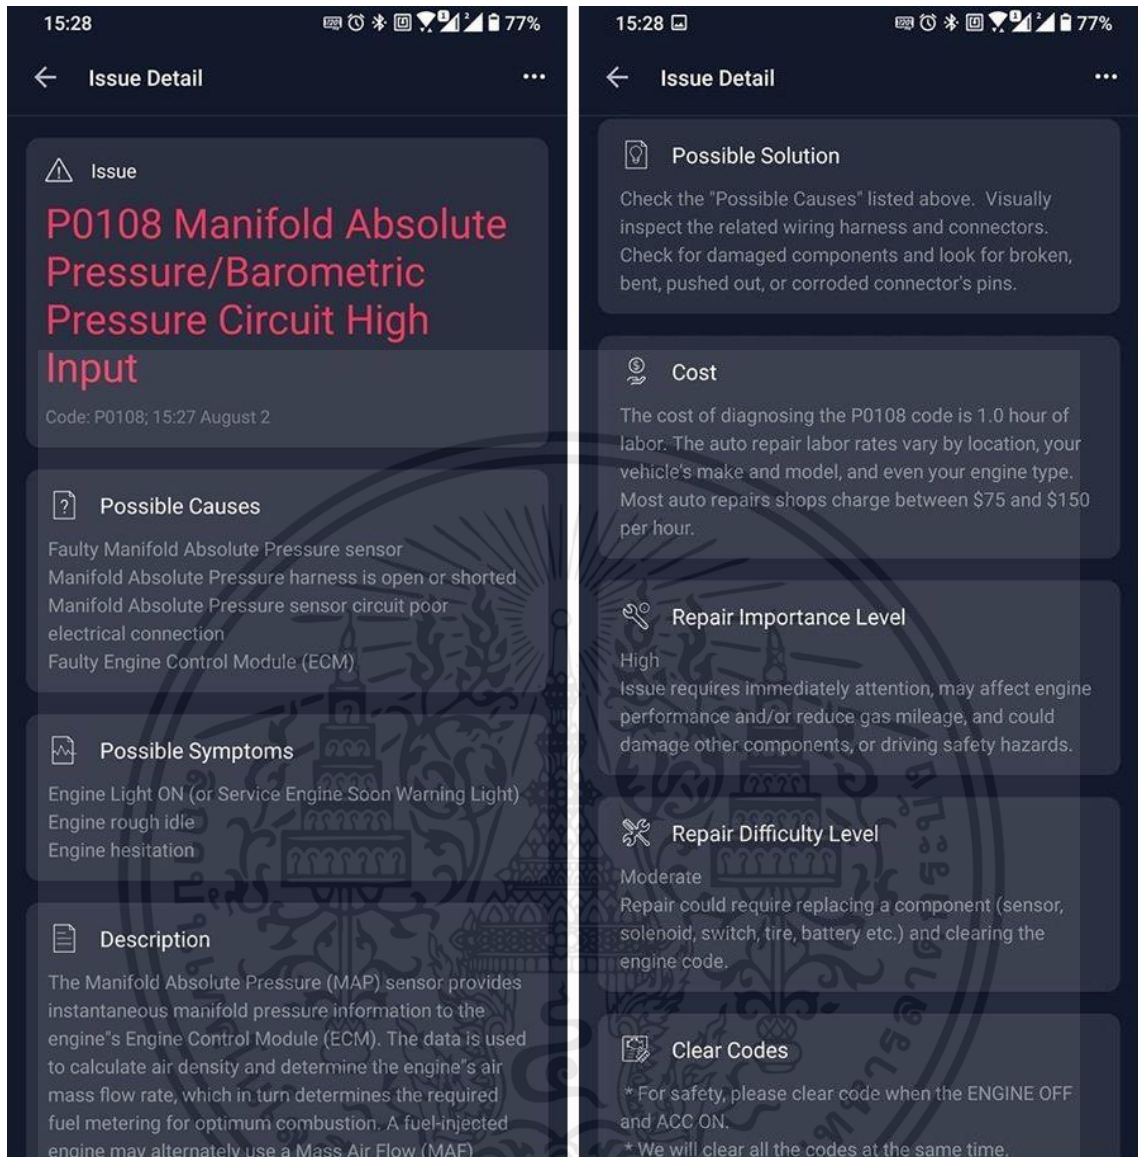 15:28
77%
Issue Detail
Issue
P0108 Manifold Absolute
Pressure/Barometric
Pressure Circuit High
Input
Code: P0108; 15:27 August 2
Possible Causes
Faulty Manifold Absolute Pressure sensor
Manifold Absolute Pressure harness is open or shorted
Manifold Absolute Pressure sensor circuit poor
electrical connection
Faulty Engine Control Module (ECM)
Possible Symptoms
Engine Light ON (or Service Engine Soon Warning Light)
Engine rough idle
Engine hesitation
Description
The Manifold Absolute Pressure (MAP) sensor provides
instantaneous manifold pressure information to the
engine"s Engine Control Module (ECM). The data is used
to calculate air density and determine the engine"s air
mass flow rate, which in turn determines the required
fuel metering for optimum combustion. A fuel-injected
engine may alternately use a Mass Air Flow (MAF)
15:28
77%
Issue Detail
Possible Solution
Check the "Possible Causes" listed above. Visually
inspect the related wiring harness and connectors.
Check for damaged components and look for broken,
bent, pushed out, or corroded connector's pins.
Cost
The cost of diagnosing the P0108 code is 1.0 hour of
labor. The auto repair labor rates vary by location, your
vehicle's make and model, and even your engine type.
Most auto repairs shops charge between $75 and $150
per hour.
Repair Importance Level
High
Issue requires immediately attention, may affect engine
performance and/or reduce gas mileage, and could
damage other components, or driving safety hazards.
Repair Difficulty Level
Moderate
Repair could require replacing a component (sensor,
solenoid, switch, tire, battery etc.) and clearing the
engine code.
Clear Codes
* For safety, please clear code when the ENGINE OFF
and ACC ON.
* We will clear all the codes at the same time.